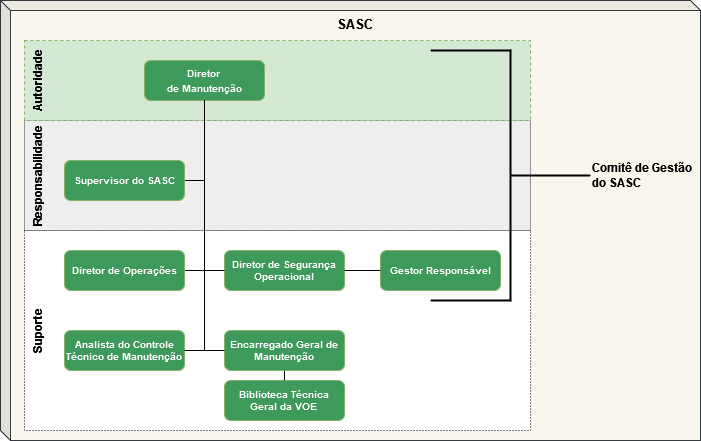 SASC
Autoridade
Diretor
de Manutenção
Responsabilidade
Supervisor do SASC
Comitê de Gestão
do SASC
Suporte
Diretor de Operações
Diretor de Segurança
Operacional
Gestor Responsável
Analista do Controle
Técnico de Manutenção
Encarregado Geral de
Manutenção
Biblioteca Técnica
Geral da VOE